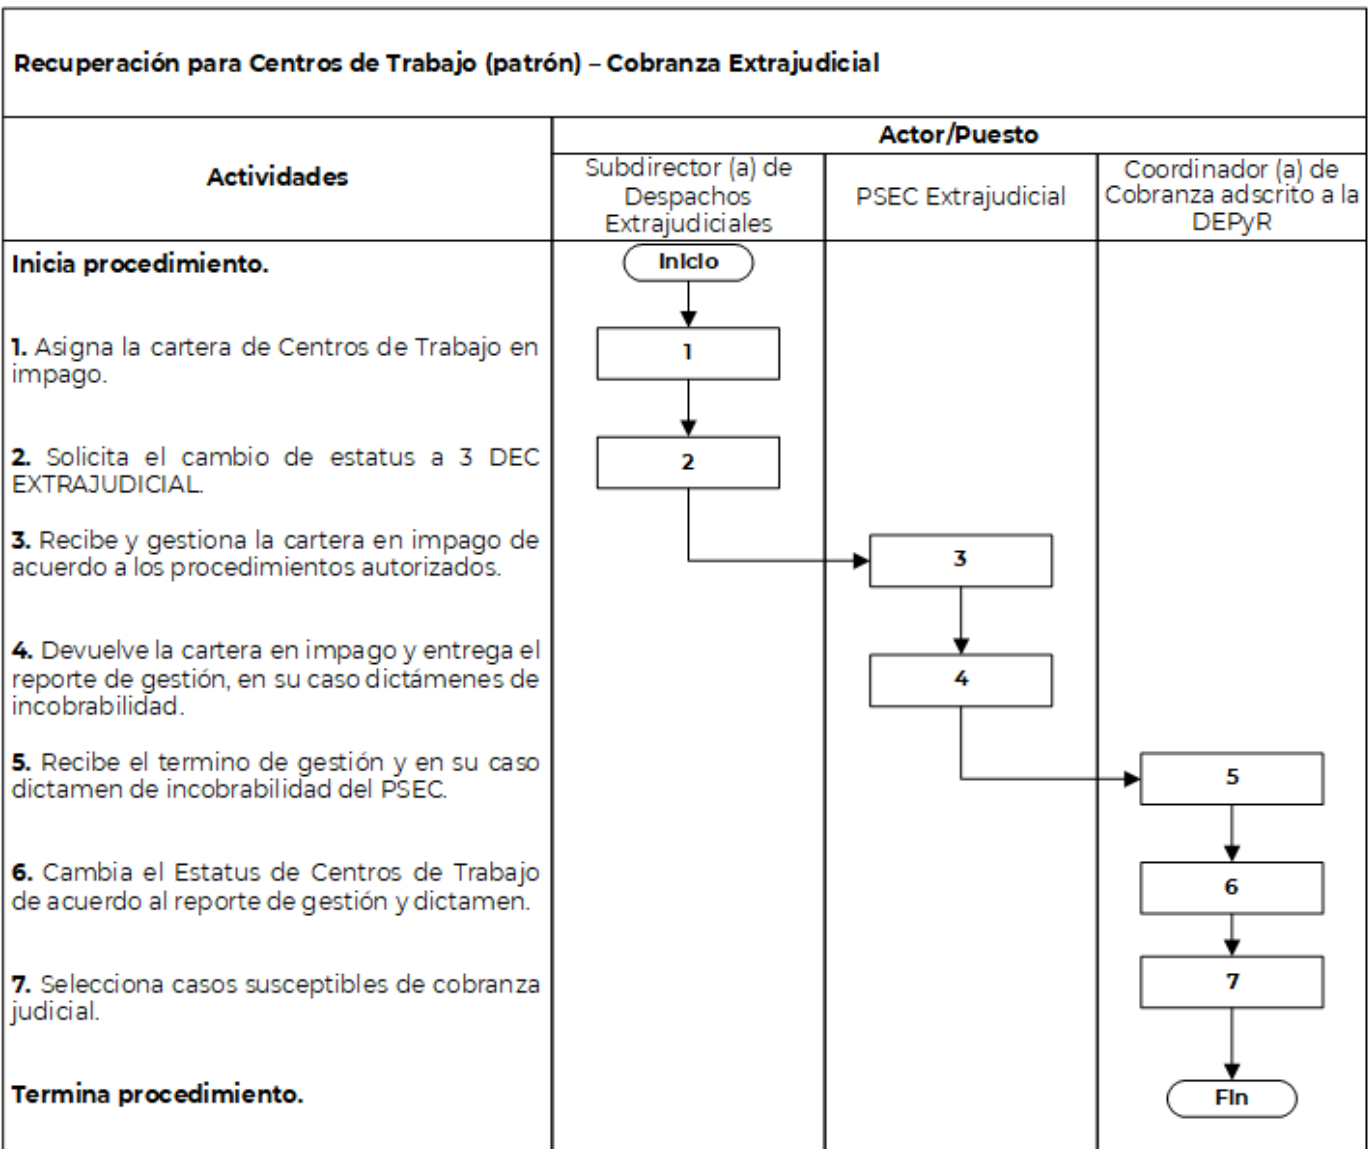 Recuperación para Centros de Trabajo (patrón) – Cobranza Extrajudicial
Actividades
Actor/Puesto
Subdirector (a) de
Despachos
Extrajudiciales
PSEC Extrajudicial
Coordinador (a) de
Cobranza adscrito a la
DEPyR
Inicia procedimiento.
Inicio
1. Asigna la cartera de Centros de Trabajo en
impago.
1
2. Solicita el cambio de estatus a 3 DEC
EXTRAJUDICIAL.
2
3. Recibe y gestiona la cartera en impago de
acuerdo a los procedimientos autorizados.
3
4. Devuelve la cartera en impago y entrega el
reporte de gestión, en su caso dictámenes de
incobrabilidad.
4
5. Recibe el termino de gestión y en su caso
dictamen de incobrabilidad del PSEC.
5
6. Cambia el Estatus de Centros de Trabajo
de acuerdo al reporte de gestión y dictamen.
6
7. Selecciona casos susceptibles de cobranza
judicial.
7
Termina procedimiento.
Fin